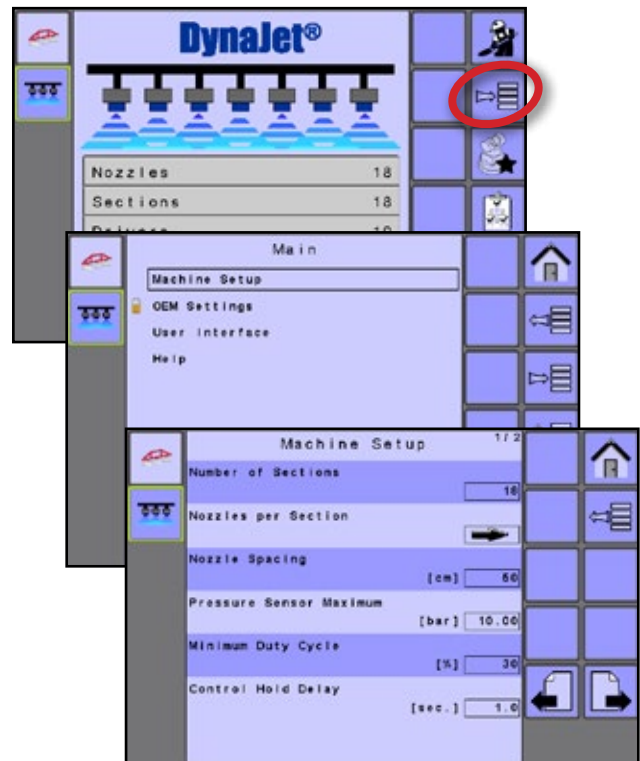 DynaJet®
Nozzles 18
Sections 18
Drivers
Main
Machine Setup
OEM Settings
User Interface
Help
Machine Setup 1/2
Number of Sections
18
Nozzles per Section
Nozzle Spacing
[cm] 50
Pressure Sensor Maximum
[bar] 10.00
Minimum Duty Cycle
[%] 30
Control Hold Delay
[sec.] 1.0